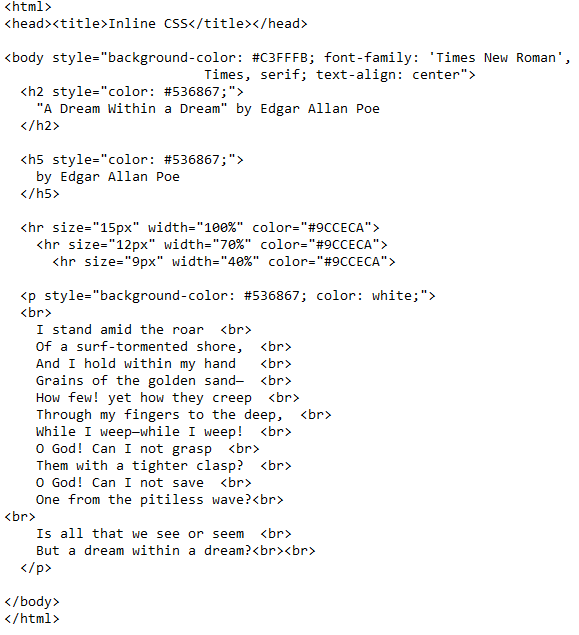 <html>
<head><title>Inline CSS</title></head>
<body style="background-color: #C3FFFB; font-family: 'Times New Roman',
Times, serif; text-align: center">
<h2 style="color: #536867;">
"A Dream Within a Dream" by Edgar Allan Poe
</h2>
<h5 style="color: #536867;">
by Edgar Allan Poe
</h5>
<hr size="15px" width="100%" color="#9CCECA">
<hr size="12px" width="70%" color="#9CCECA">
<hr size="9px" width="40%" color="#9CCECA">
<p style="background-color: #536867; color: white;">
<br>
I stand amid the roar  <br>
Of a surf-tormented shore,  <br>
And I hold within my hand   <br>
Grains of the golden sand—  <br>
How few! yet how they creep  <br>
Through my fingers to the deep,  <br>
While I weep—while I weep!  <br>
O God! Can I not grasp  <br>
Them with a tighter clasp?  <br>
O God! Can I not save  <br>
One from the pitiless wave?<br>
<br>
Is all that we see or seem  <br>
But a dream within a dream?<br><br>
</p>
</body>
</html>